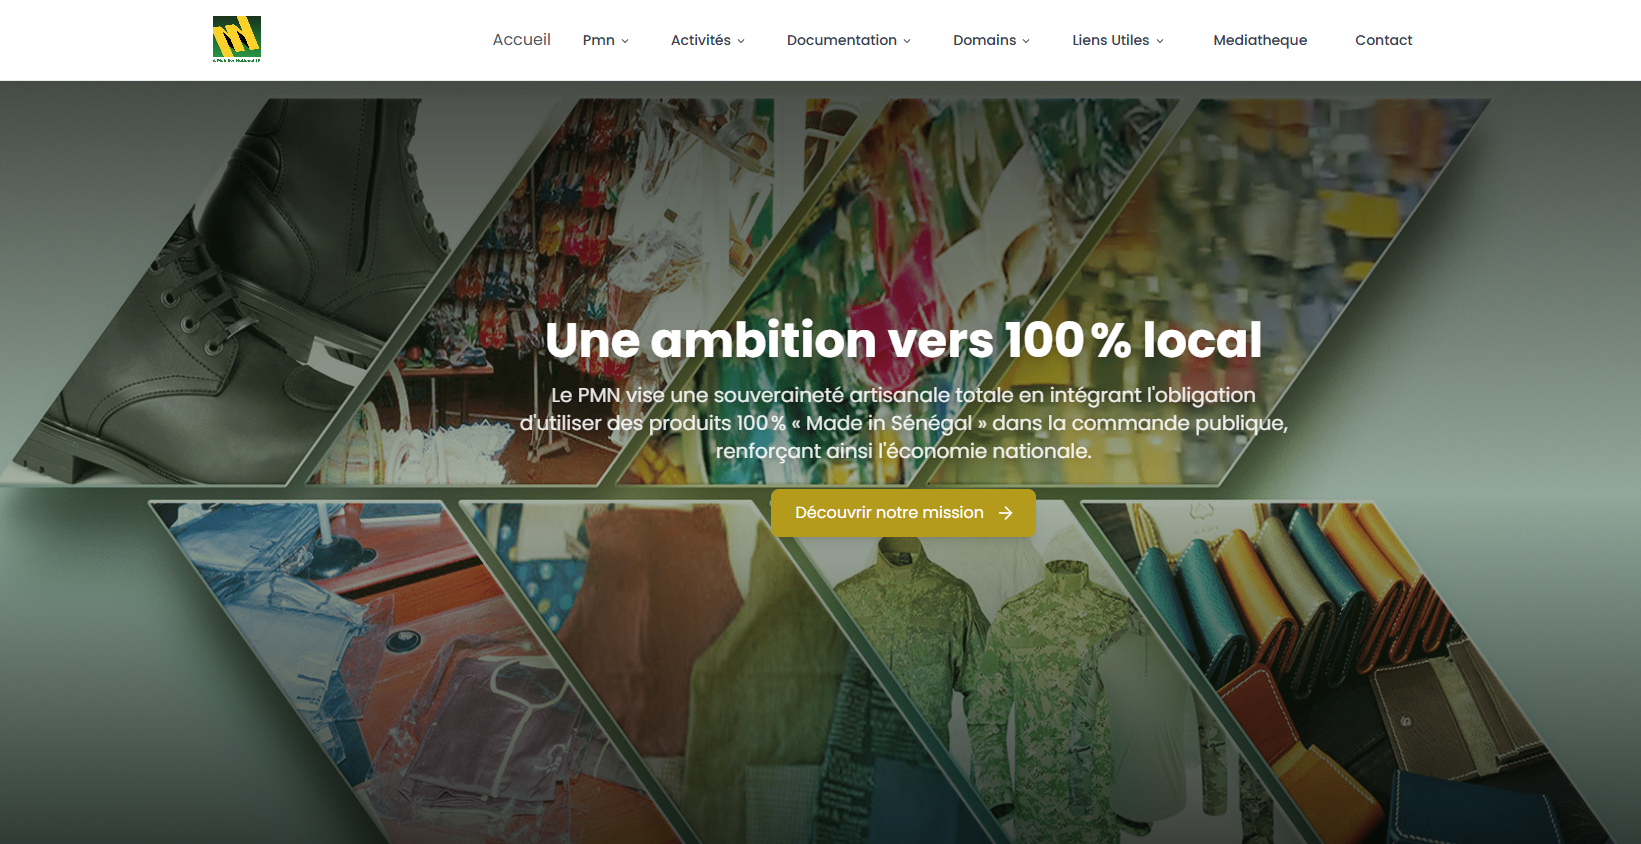 Accueil
Pmn
Activités
Documentation
Domains
Liens Utiles
Mediatheque
Contact
Une ambition vers 100 % local
Le PMN vise une souveraineté artisanale totale en intégrant l'obligation
d'utiliser des produits 100 % « Made in Sénégal » dans la commande publique,
renforçant ainsi l'économie nationale.
Découvrir notre mission